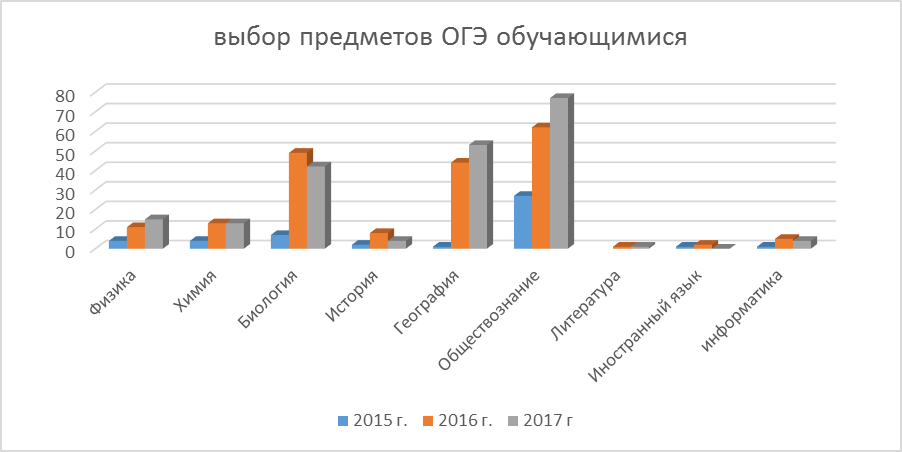 выбор предметов ОГЭ обучающимися
80
70
60
50
40
30
20
10
0
Физика
Химия
Биология
История
География
Обществознание
Литература
Иностранный язык
информатика
2015 г.
2016 г.
2017 г